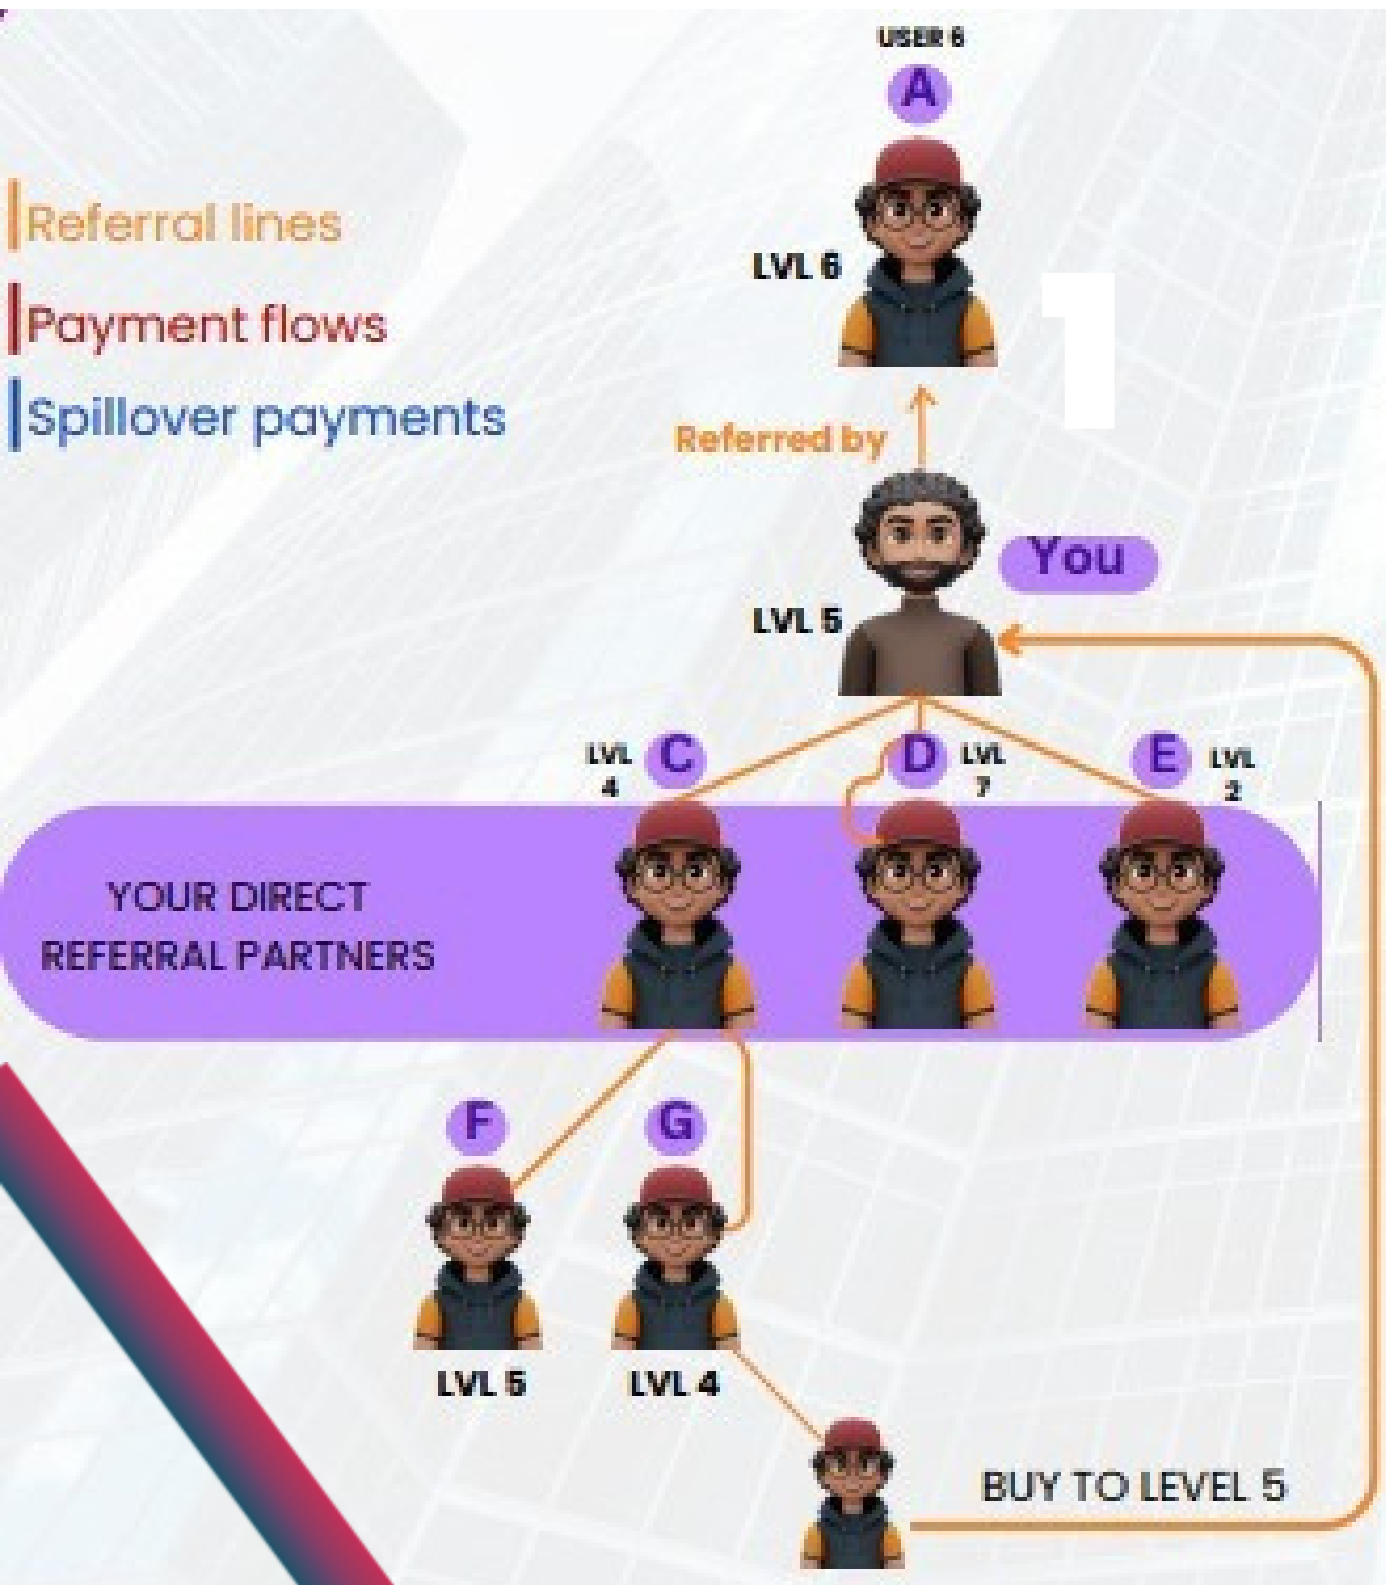 USER 6
A
Referral lines
LVL 6
Payment flows
1
Spillover payments
Referred by
You
LVL 5
LVL
4
C
D
LVL
7
E
LVL
2
YOUR DIRECT
REFERRAL PARTNERS
F
G
LVL 5
LVL 4
BUY TO LEVEL 5